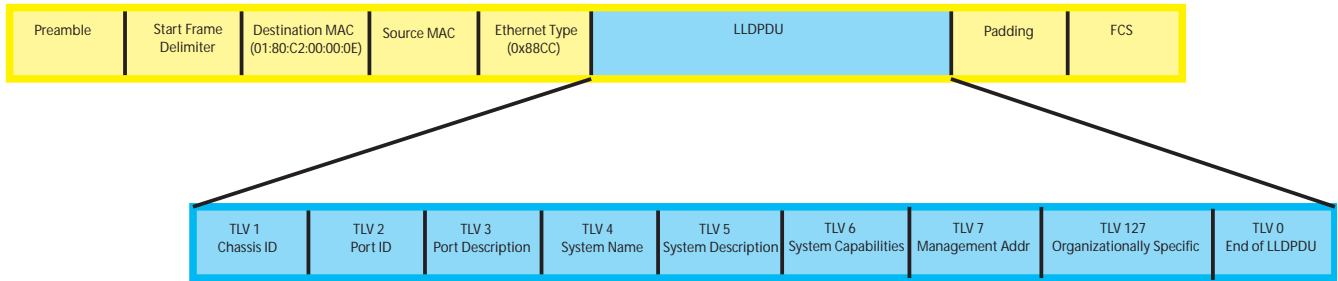 Preamble
Start Frame
Delimiter
Destination MAC
(01:80:C2:00:00:0E)
Source MAC
Ethernet Type
(0x88CC)
LLDPDU
Padding
FCS
TLV 1
Chassis ID
TLV 2
Port ID
TLV 3
Port Description
TLV 4
System Name
TLV 5
System Description
TLV 6
System Capabilities
TLV 7
Management Addr
TLV 127
Organizationally Specific
TLV 0
End of LLDPDU